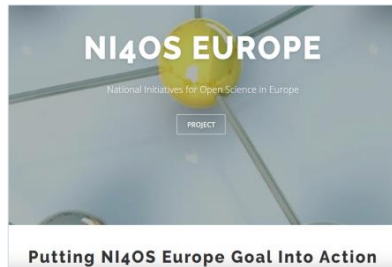 NI4OS EUROPE
National Initiatives for Open Science in Europe
PROJECT
Putting NI4OS Europe Goal Into Action